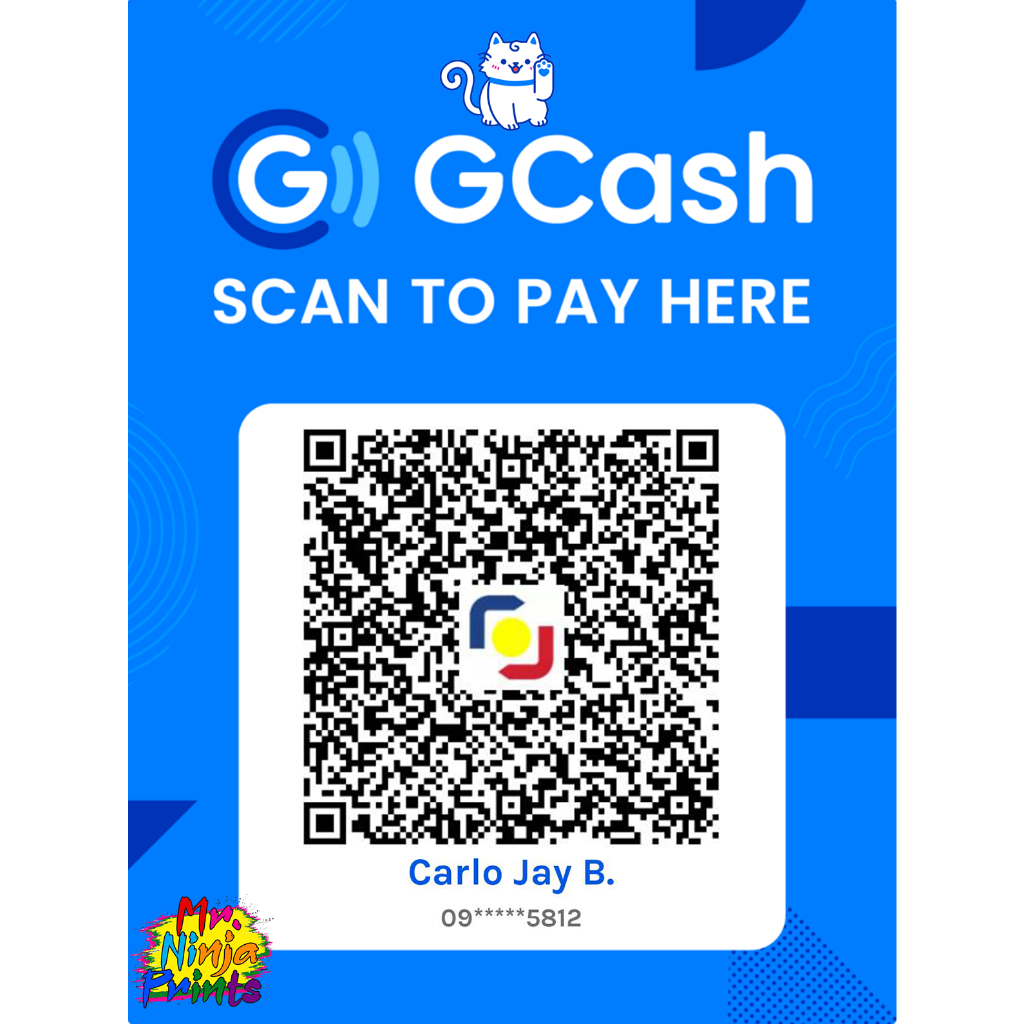 G GCash
SCAN TO PAY HERE
Carlo Jay B.
09*****5812
Mr.
Ninja
Prints